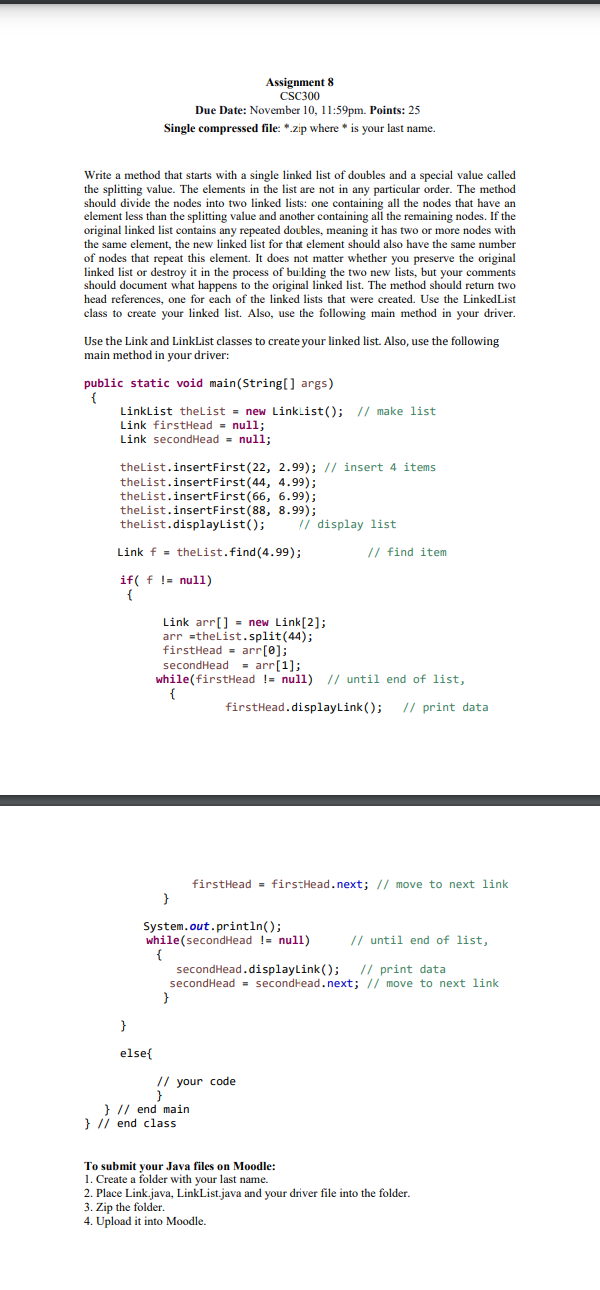 Assignment 8
CSC300
Due Date: November 10, 11:59pm. Points: 25
Single compressed file: *.zip where * is your last name.
Write a method that starts with a single linked list of doubles and a special value called
the splitting value. The elements in the list are not in any particular order. The method
should divide the nodes into two linked lists: one containing all the nodes that have an
element less than the splitting value and another containing all the remaining nodes. If the
original linked list contains any repeated doubles, meaning it has two or more nodes with
the same element, the new linked list for that element should also have the same number
of nodes that repeat this element. It does not matter whether you preserve the original
linked list or destroy it in the process of building the two new lists, but your comments
should document what happens to the original linked list. The method should return two
head references, one for each of the linked lists that were created. Use the LinkedList
class to create your linked list. Also, use the following main method in your driver.
Use the Link and LinkList classes to create your linked list. Also, use the following
main method in your driver:
public static void main(String[] args)
{
LinkList theList = new LinkList(); // make list
Link firstHead = null;
Link secondHead = null;
theList.insertFirst(22, 2.99); // insert 4 items
theList.insertFirst(44, 4.99);
theList.insertFirst(66, 6.99);
theList.insertFirst(88, 8.99);
theList.displayList(); // display list
Link f = theList.find(4.99); // find item
if( f != null)
{
Link arr[] = new Link[2];
arr =theList.split(44);
firstHead = arr[0];
secondHead = arr[1];
while(firstHead != null) // until end of list,
{
firstHead.displayLink(); // print data
firstHead = firstHead.next; // move to next link
}
System.out.println();
while(secondHead != null) // until end of list,
{
secondHead.displayLink(); // print data
secondHead = secondHead.next; // move to next link
}
}
else{
// your code
}
} // end main
} // end class
To submit your Java files on Moodle:
1. Create a folder with your last name.
2. Place Link.java, LinkList.java and your driver file into the folder.
3. Zip the folder.
4. Upload it into Moodle.